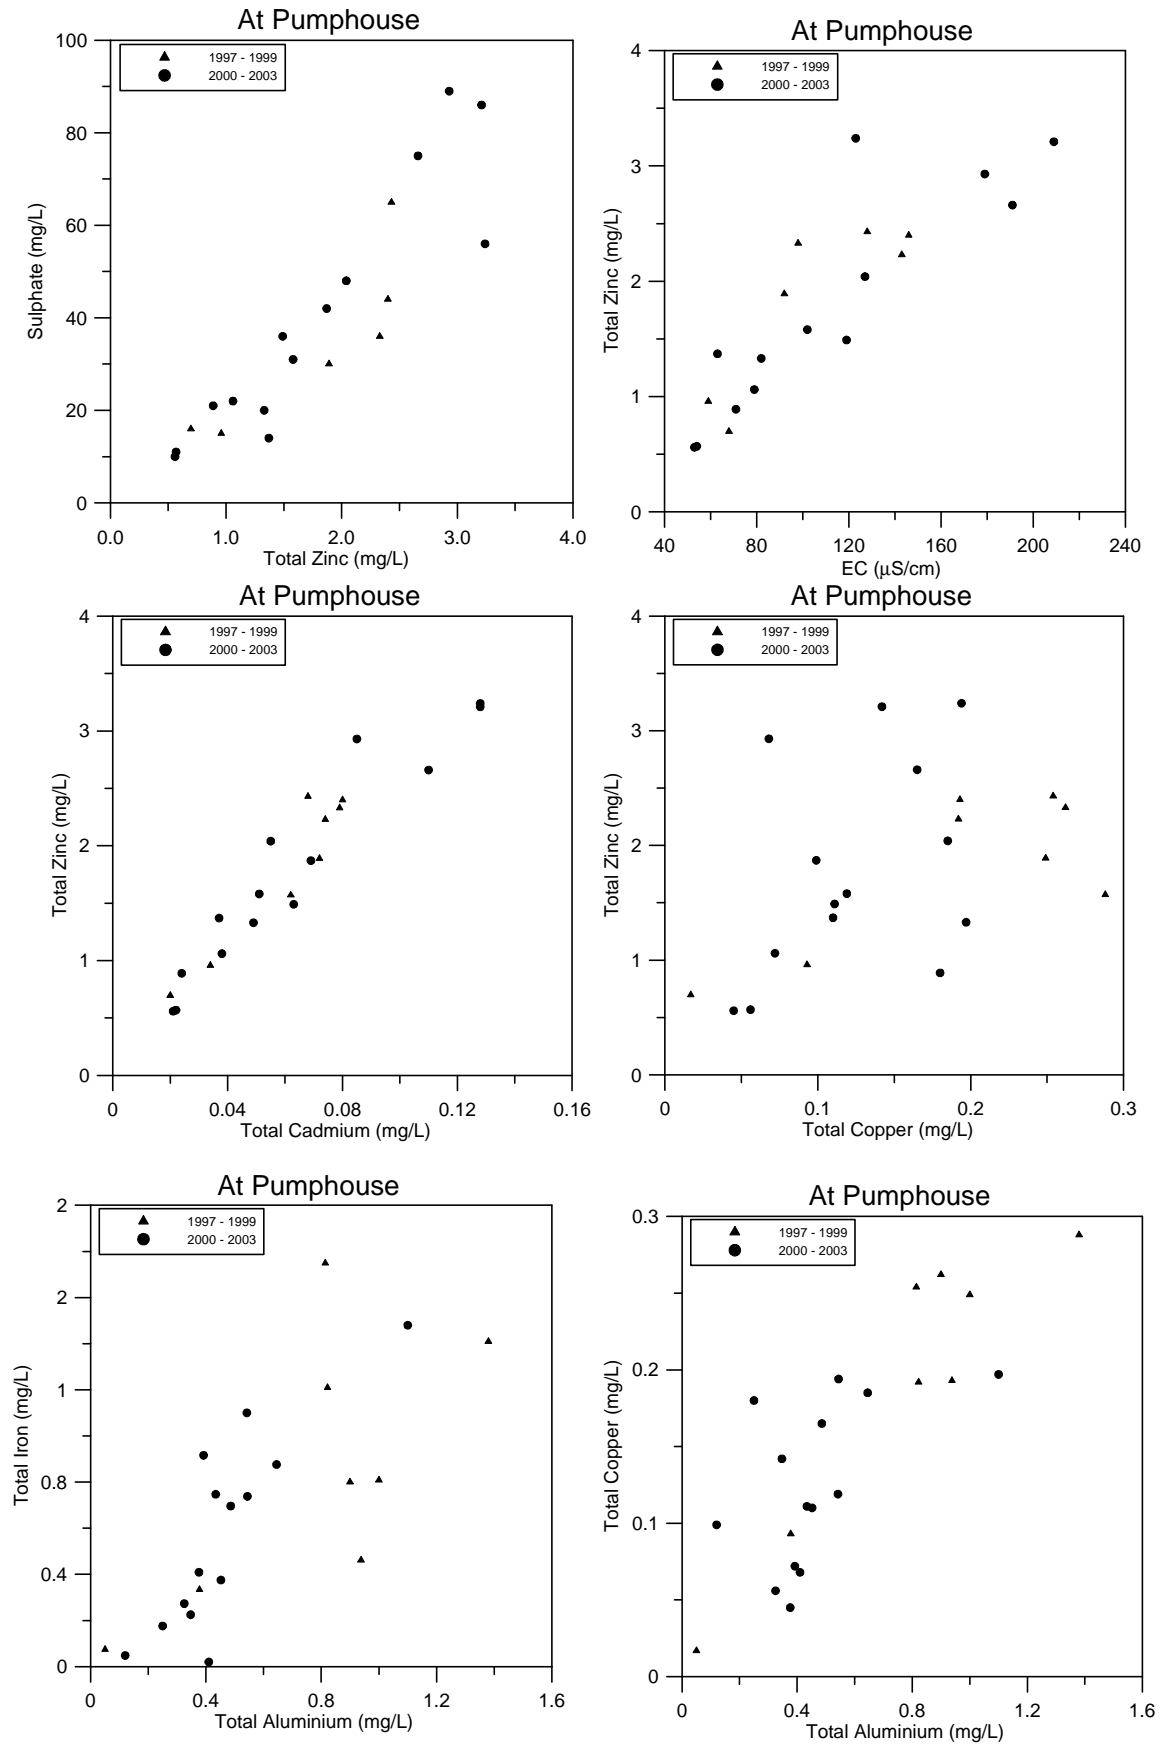 At Pumphouse
1997 - 1999
2000 - 2003
100
80
60
40
20
0
Sulphate (mg/L)
0.0 1.0 2.0 3.0 4.0
Total Zinc (mg/L)
At Pumphouse
1997 - 1999
2000 - 2003
4
3
2
1
0
Total Zinc (mg/L)
40 80 120 160 200 240
EC (µS/cm)
At Pumphouse
1997 - 1999
2000 - 2003
4
3
2
1
0
Total Zinc (mg/L)
0 0.04 0.08 0.12 0.16
Total Cadmium (mg/L)
At Pumphouse
1997 - 1999
2000 - 2003
4
3
2
1
0
Total Zinc (mg/L)
0 0.1 0.2 0.3
Total Copper (mg/L)
At Pumphouse
1997 - 1999
2000 - 2003
2
2
1
0.8
0.4
0
Total Iron (mg/L)
0 0.4 0.8 1.2 1.6
Total Aluminium (mg/L)
At Pumphouse
1997 - 1999
2000 - 2003
0.3
0.2
0.1
0
Total Copper (mg/L)
0 0.4 0.8 1.2 1.6
Total Aluminium (mg/L)